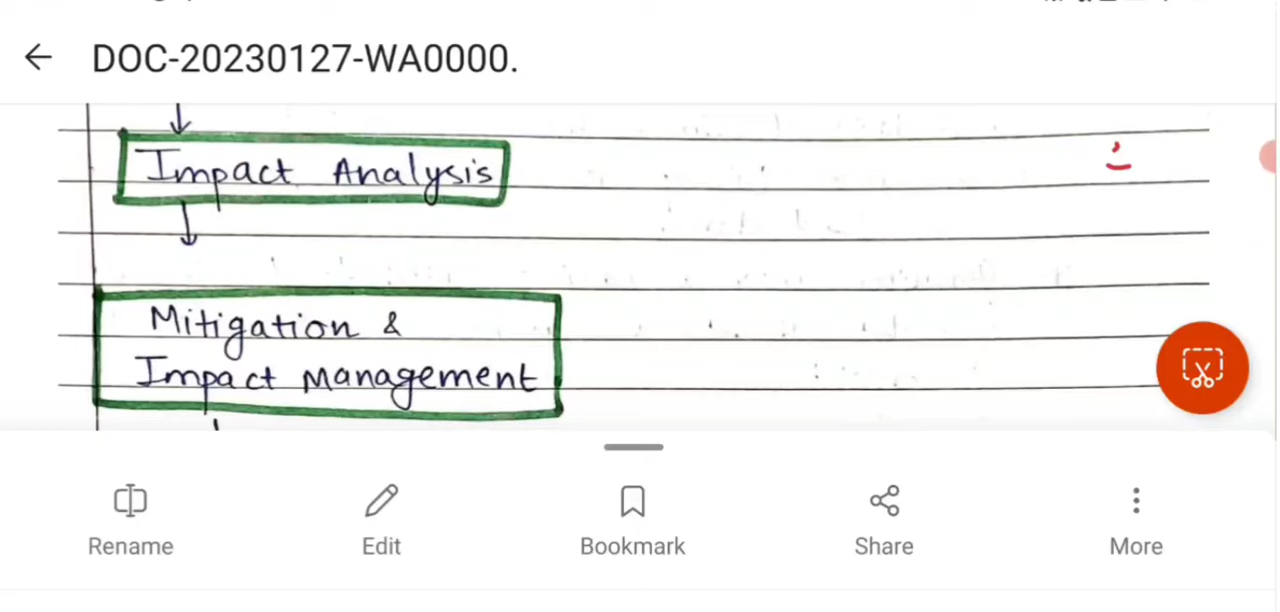 DOC-20230127-WA0000.
Impact Analysis
Mitigation &
Impact Management
Rename
Edit
Bookmark
Share
More